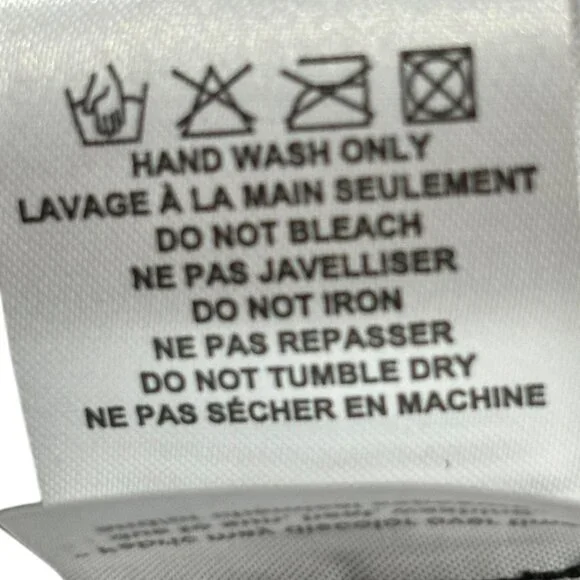 HAND WASH ONLY
LAVAGE À LA MAIN SEULEMENT
DO NOT BLEACH
NE PAS JAVELLISER
DO NOT IRON
NE PAS REPASSER
DO NOT TUMBLE DRY
NE PAS SÉCHER EN MACHINE